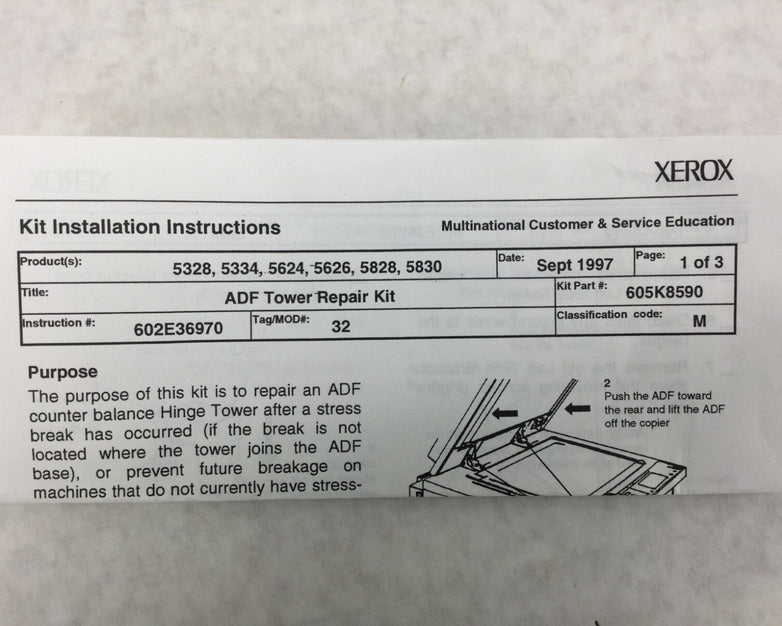 XEROX
Kit Installation Instructions
Multinational Customer & Service Education
Product(s): 5328, 5334, 5624, 5626, 5828, 5830
Date: Sept 1997
Page: 1 of 3
Title: ADF Tower Repair Kit
Kit Part #: 605K8590
Instruction #: 602E36970
Tag/MOD#: 32
Classification code: M
Purpose
The purpose of this kit is to repair an ADF
counter balance Hinge Tower after a stress
break has occurred (if the break is not
located where the tower joins the ADF
base), or prevent future breakage on
machines that do not currently have stress-
2
Push the ADF toward
the rear and lift the ADF
off the copier